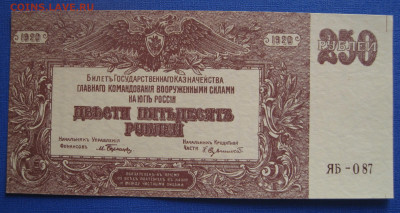 COINS.LAVE.RU
1920
1920
250
РУБЛЕЙ
БИЛЕТ ГОСУДАРСТВЕННАГО КАЗНАЧЕЙСТВА
ГЛАВНАГО КОМАНДОВАНІЯ ВООРУЖЕННЫМИ СИЛАМИ
НА ЮГѢ РОССІИ
ДВѢСТИ ПЯТЬДЕСЯТЪ
РУБЛЕЙ
НАЧАЛЬНИКЪ УПРАВЛЕНІЯ
ФИНАНСОВЪ
НАЧАЛЬНИКЪ КРЕДИТНОЙ
ЧАСТИ
ЯБ - 087